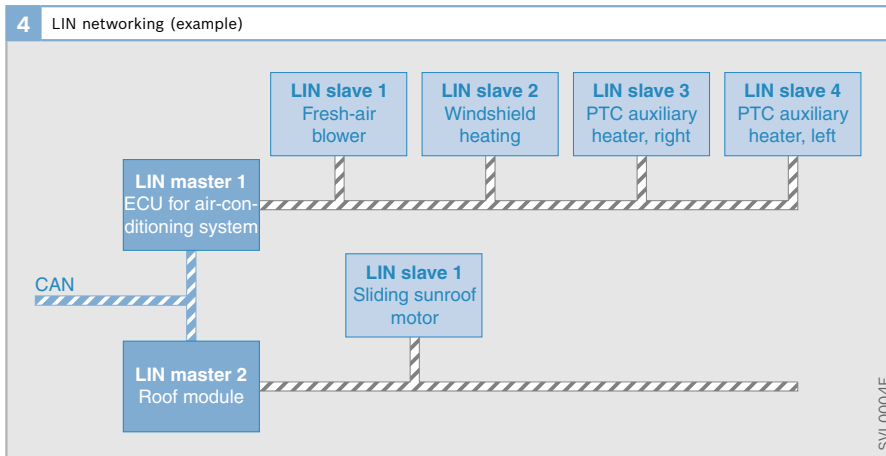 4 LIN networking (example)
LIN slave 1
Fresh-air
blower
LIN slave 2
Windshield
heating
LIN slave 3
PTC auxiliary
heater, right
LIN slave 4
PTC auxiliary
heater, left
LIN master 1
ECU for air-con-
ditioning system
CAN
LIN slave 1
Sliding sunroof
motor
LIN master 2
Roof module
SVL0004E